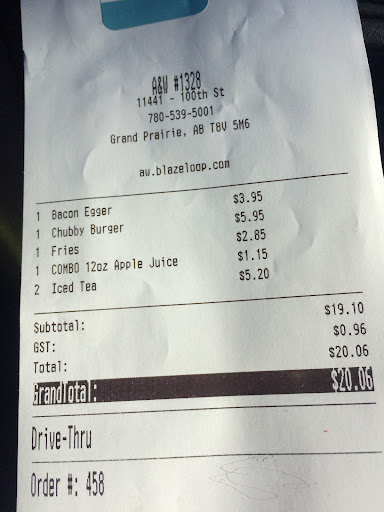 A&W #1328
11441 - 100th St
780-539-5001
Grand Prairie, AB T8V 5M6
aw.blazeloop.com
1 Bacon Egger $3.95
1 Chubby Burger $5.95
1 Fries $2.85
1 COMBO 12oz Apple Juice $1.15
2 Iced Tea $5.20
Subtotal: $19.10
GST: $0.96
Total: $20.06
GrandTotal: $20.06
Drive-Thru
Order #: 458